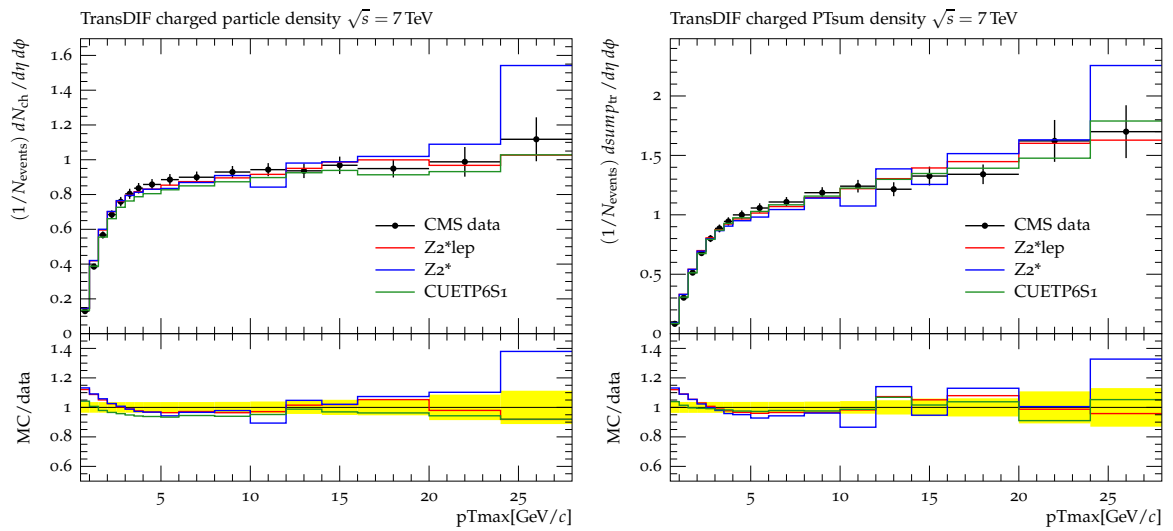 TransDIF charged particle density √s = 7 TeV
(1/N_events) dN_ch/dη dϕ
1.6
1.4
1.2
1.0
0.8
0.6
0.4
0.2
0
CMS data
Z2*lep
Z2*
CUETP6S1
MC/data
1.4
1.2
1.0
0.8
0.6
5
10
15
20
25
pTmax[GeV/c]
TransDIF charged PTsum density √s = 7 TeV
(1/N_events) dsump_tr/dη dϕ
2
1.5
1.0
0.5
0
CMS data
Z2*lep
Z2*
CUETP6S1
MC/data
1.4
1.2
1.0
0.8
0.6
5
10
15
20
25
pTmax[GeV/c]